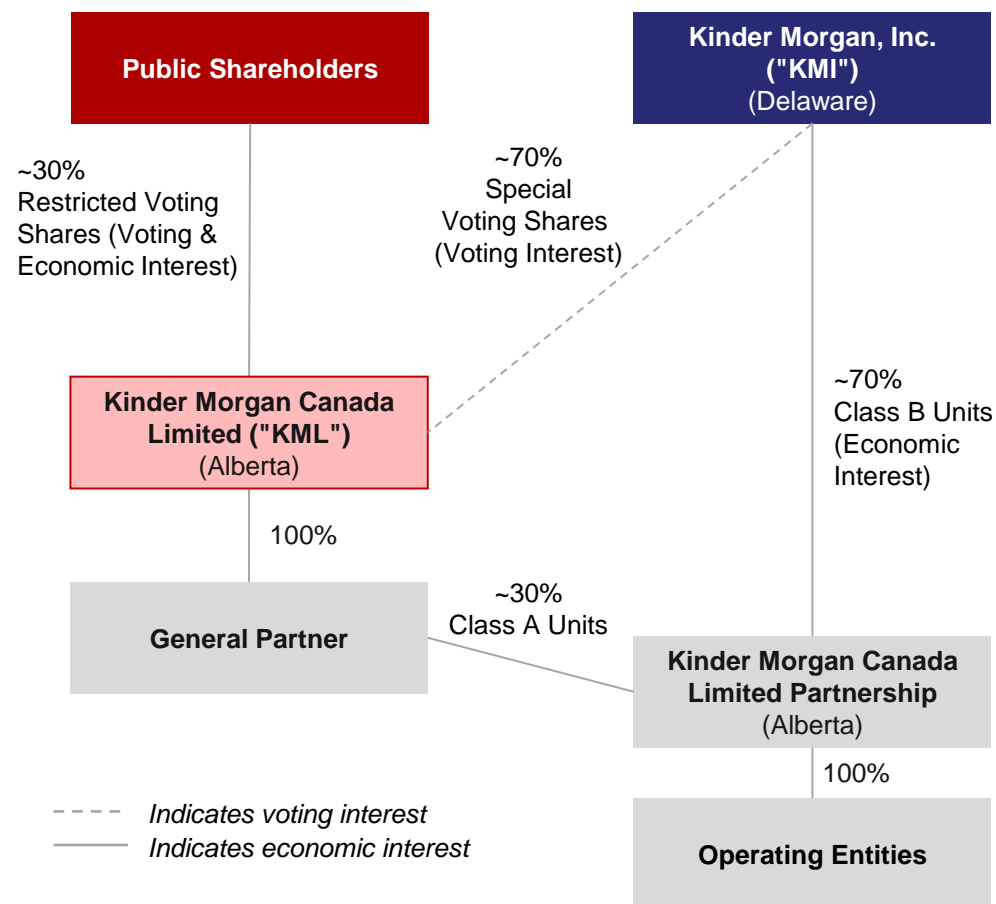 Public Shareholders
Kinder Morgan, Inc.
("KMI")
(Delaware)
~30%
Restricted Voting
Shares (Voting &
Economic Interest)
~70%
Special
Voting Shares
(Voting Interest)
Kinder Morgan Canada
Limited ("KML")
(Alberta)
~70%
Class B Units
(Economic
Interest)
100%
General Partner
~30%
Class A Units
Kinder Morgan Canada
Limited Partnership
(Alberta)
100%
Operating Entities
Indicates voting interest
Indicates economic interest